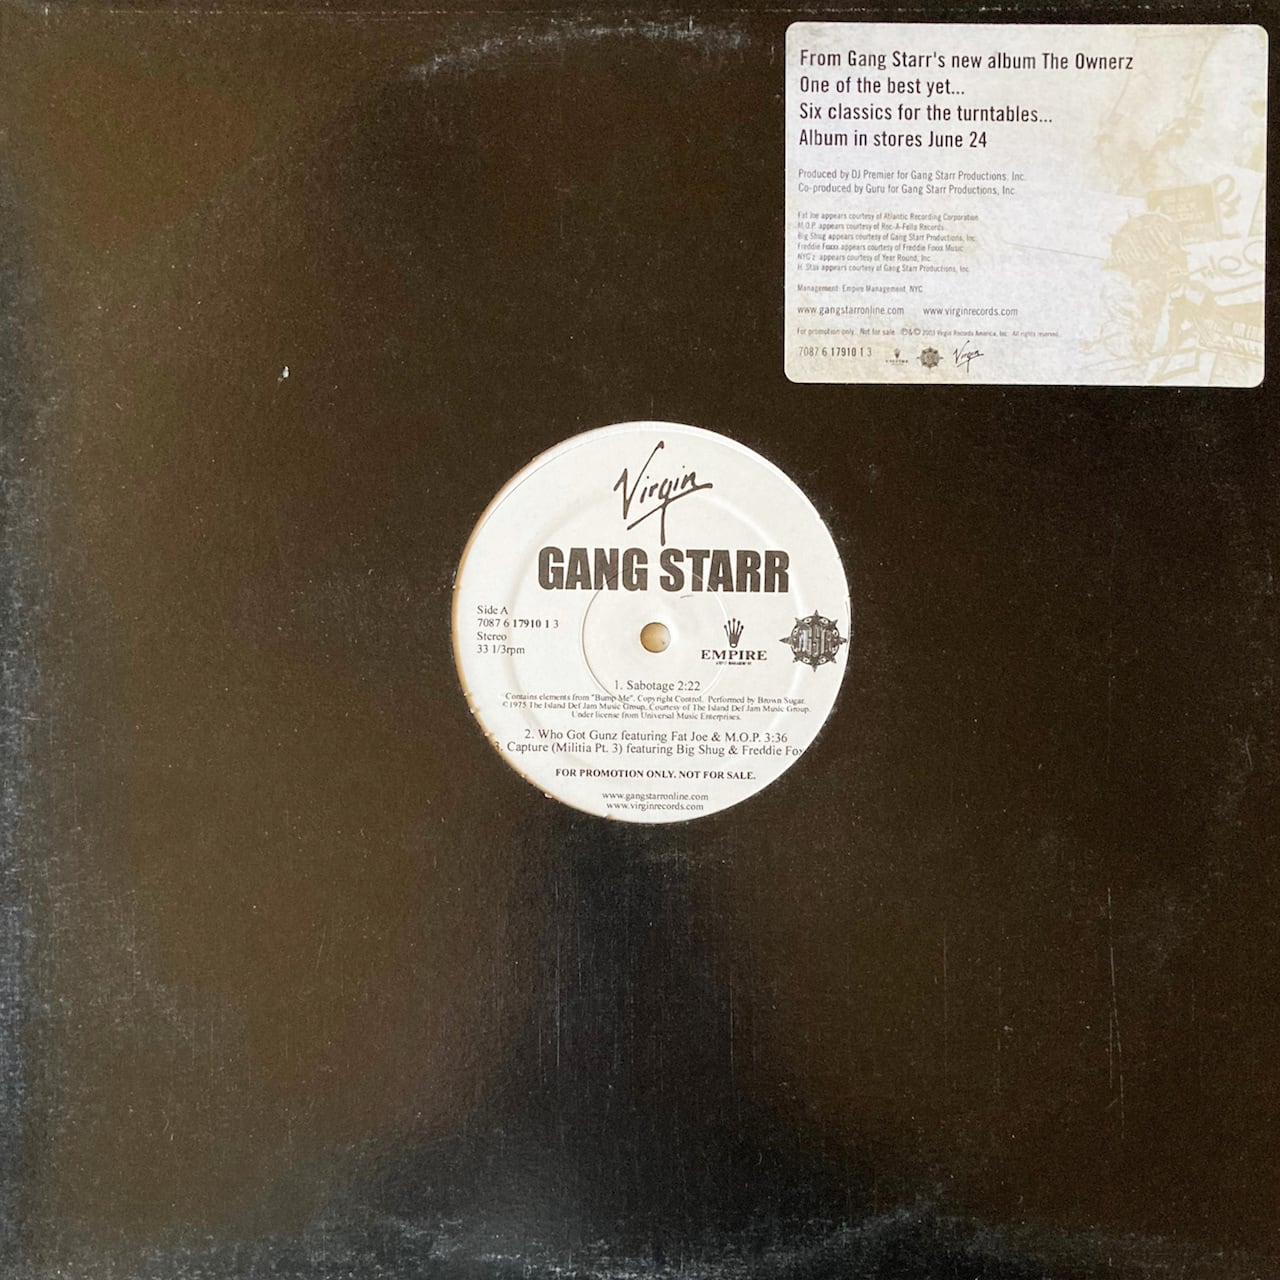 From Gang Starr's new album The Ownerz
One of the best yet...
Six classics for the turntables...
Album in stores June 24
Produced by DJ Premier for Gang Starr Productions, Inc.
Co-produced by Guru for Gang Starr Productions, Inc.
Fat Joe appears courtesy of Atlantic Recording Corporation
M.O.P. appears courtesy of Roc-A-Fella Records
Big Shug appears courtesy of Gang Starr Productions, Inc.
Freddie Foxxx appears courtesy of Freddie Foxxx Music
NYG'z appears courtesy of Year Round, Inc.
H. Stax appears courtesy of Gang Starr Productions, Inc.
Management: Empire Management, NYC
www.gangstarronline.com www.virginrecords.com
For promotion only. Not for sale. ℗&© 2003 Virgin Records America, Inc. All rights reserved.
7087 6 17910 1 3
Virgin
Virgin
GANG STARR
Side A
7087 6 17910 1 3
Stereo
33 1/3rpm
EMPIRE
1. Sabotage 2:22
Contains elements from "Bump Me". Copyright Control. Performed by Brown Sugar.
©1975 The Island Def Jam Music Group. Courtesy of The Island Def Jam Music Group.
Under license from Universal Music Enterprises.
2. Who Got Gunz featuring Fat Joe & M.O.P. 3:36
3. Capture (Militia Pt. 3) featuring Big Shug & Freddie Fox
FOR PROMOTION ONLY. NOT FOR SALE.
www.gangstarronline.com
www.virginrecords.com